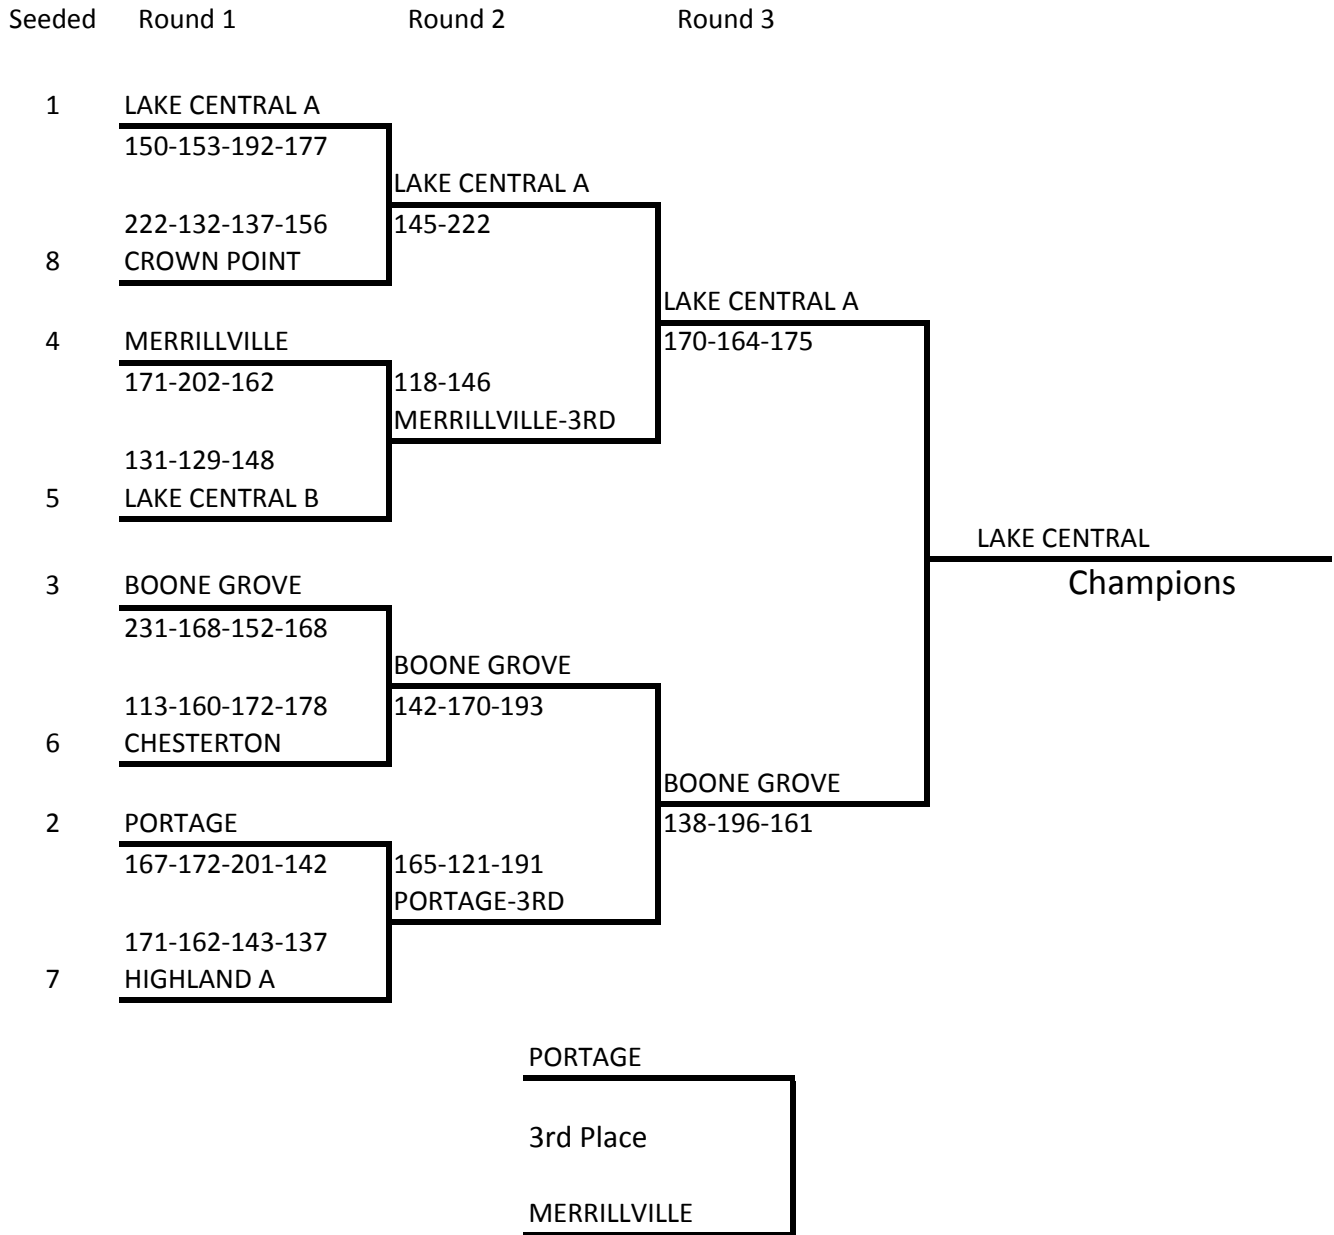 Seeded Round 1 Round 2 Round 3
1 LAKE CENTRAL A
150-153-192-177
LAKE CENTRAL A
222-132-137-156 145-222
8 CROWN POINT
LAKE CENTRAL A
4 MERRILLVILLE 170-164-175
171-202-162 118-146
MERRILLVILLE-3RD
131-129-148
5 LAKE CENTRAL B
LAKE CENTRAL
3 BOONE GROVE Champions
231-168-152-168
BOONE GROVE
113-160-172-178 142-170-193
6 CHESTERTON
BOONE GROVE
2 PORTAGE 138-196-161
167-172-201-142 165-121-191
PORTAGE-3RD
171-162-143-137
7 HIGHLAND A
PORTAGE
3rd Place
MERRILLVILLE